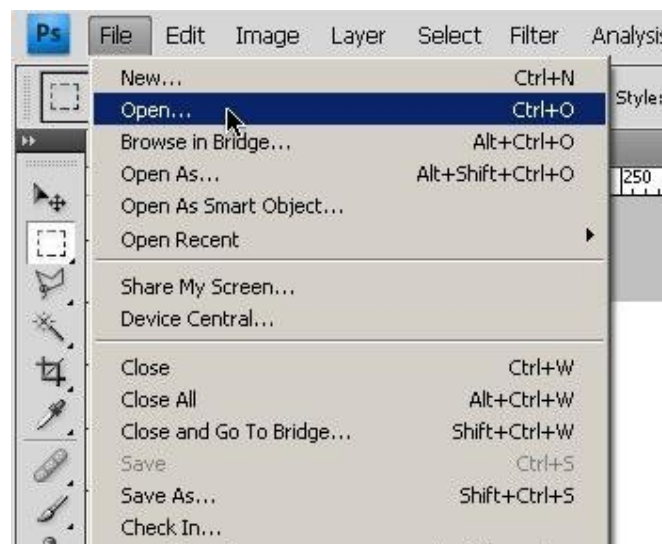 Ps File Edit Image Layer Select Filter Analysis
New... Ctrl+N
Open... Ctrl+O
Style:
Browse in Bridge... Alt+Ctrl+O
Open As... Alt+Shift+Ctrl+O
250
Open As Smart Object...
Open Recent
Share My Screen...
Device Central...
Close Ctrl+W
Close All Alt+Ctrl+W
Close and Go To Bridge... Shift+Ctrl+W
Save Ctrl+S
Save As... Shift+Ctrl+S
Check In...